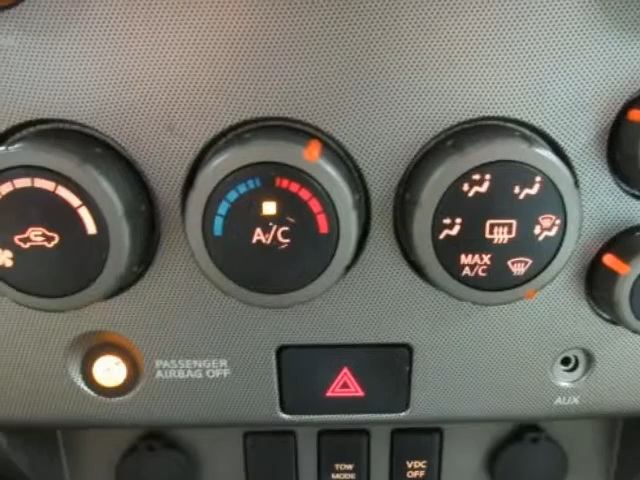 A/C
MAX
A/C
PASSENGER
AIRBAG OFF
AUX
TOW
MODE
VDC
OFF